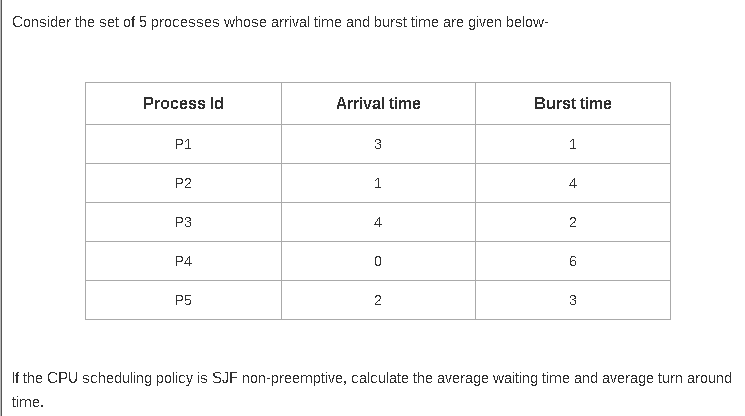 Consider the set of 5 processes whose arrival time and burst time are given below-
Process Id Arrival time Burst time
P1 3 1
P2 1 4
P3 4 2
P4 0 6
P5 2 3
If the CPU scheduling policy is SJF non-preemptive, calculate the average waiting time and average turn around
time.